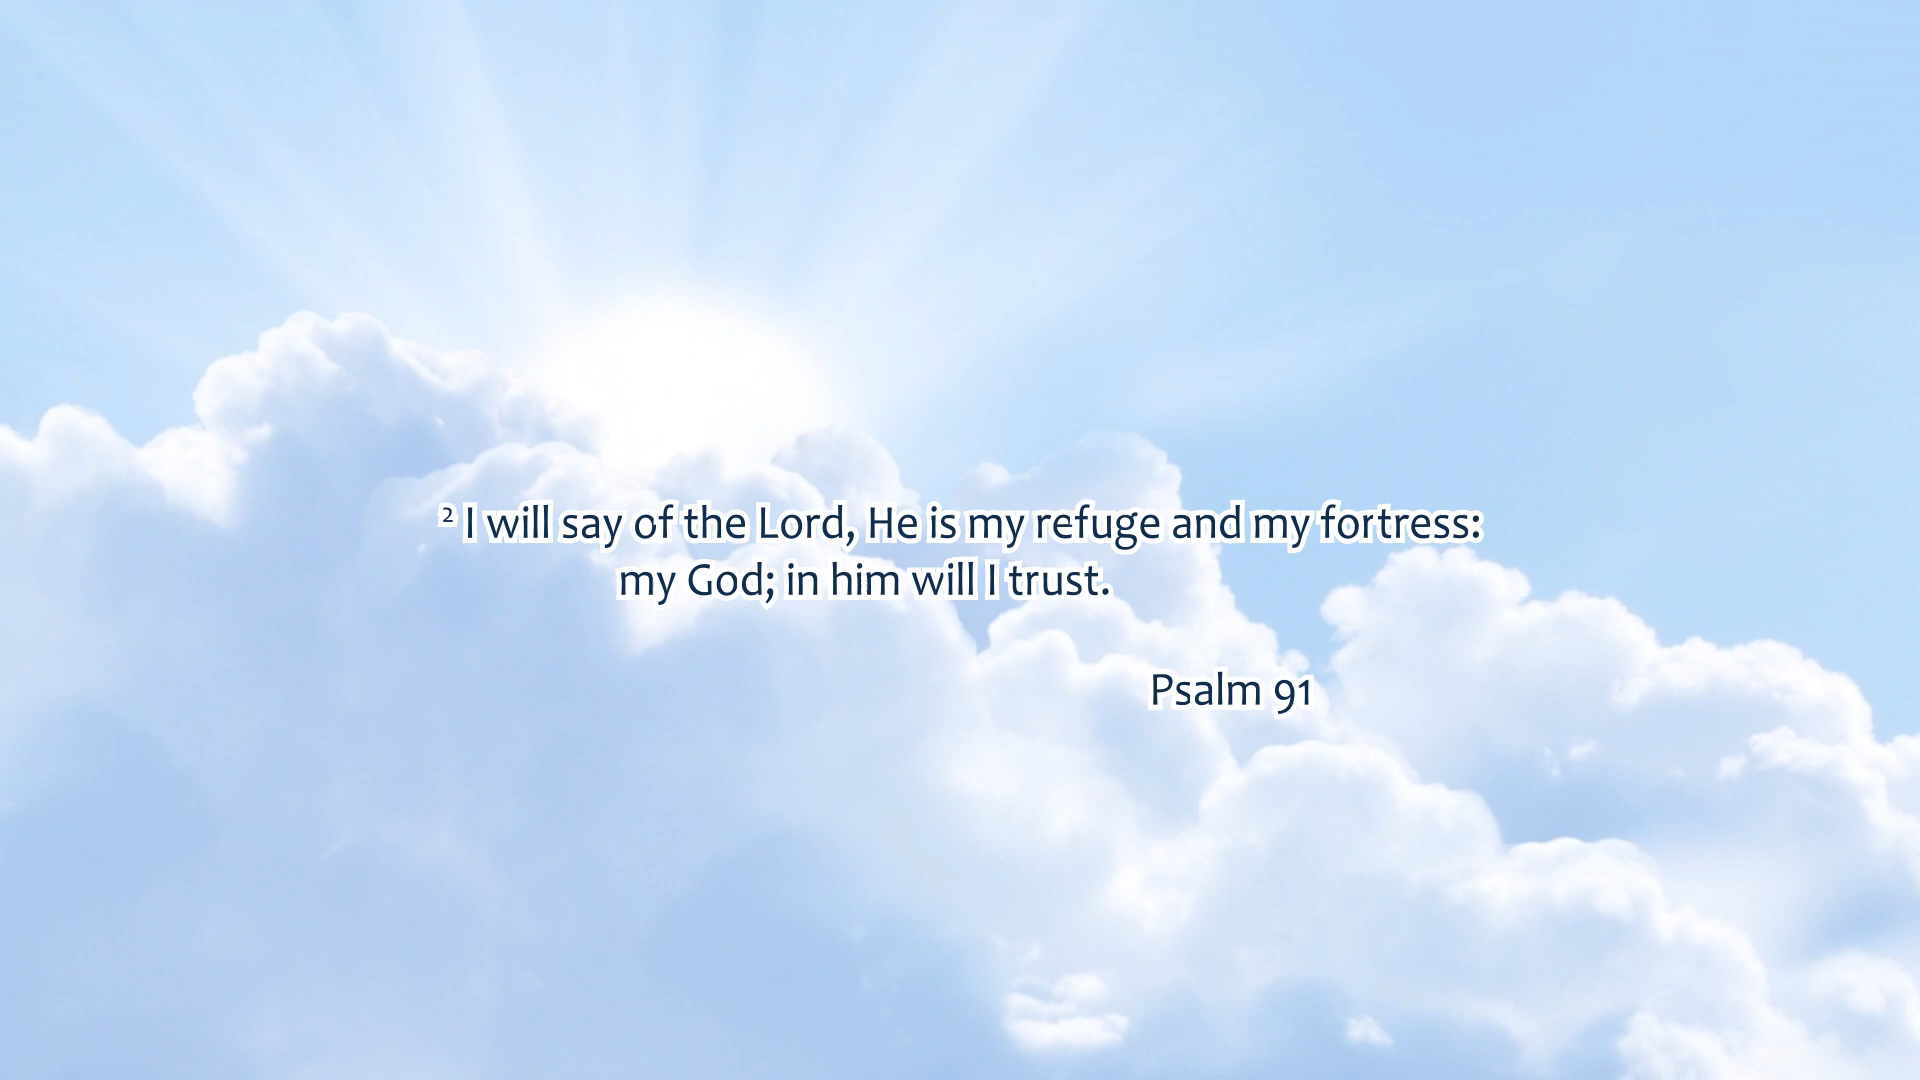 ² I will say of the Lord, He is my refuge and my fortress:
my God; in him will I trust.
Psalm 91